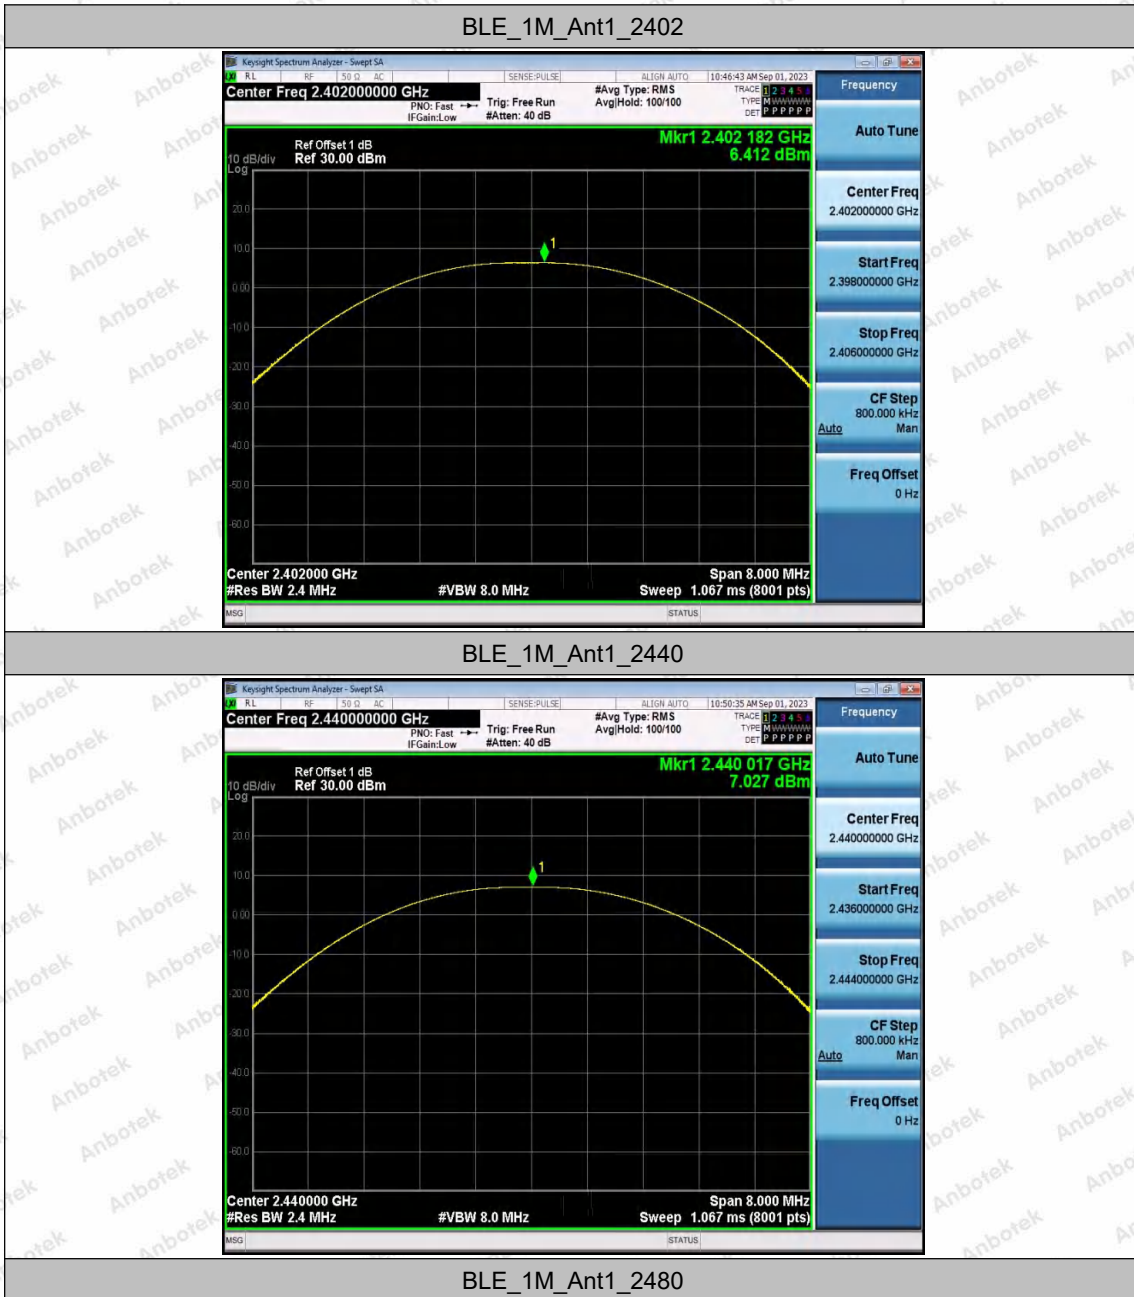 BLE_1M_Ant1_2402
Keysight Spectrum Analyzer - Swept SA
LXI RL RF 50 Ω AC SENSE:PULSE ALIGN AUTO 10:46:43 AM Sep 01, 2023
Center Freq 2.402000000 GHz
PNO: Fast
IFGain:Low
Trig: Free Run
#Atten: 40 dB
#Avg Type: RMS
Avg|Hold: 100/100
TRACE 1 2 3 4 5 6
TYPE M WWWWW
DET P P P P P P
Frequency
Auto Tune
Center Freq
2.402000000 GHz
Start Freq
2.398000000 GHz
Stop Freq
2.406000000 GHz
CF Step
800.000 kHz
Auto Man
Freq Offset
0 Hz
Mkr1 2.402 182 GHz
6.412 dBm
Ref Offset 1 dB
10 dB/div Ref 30.00 dBm
Log
20.0
10.0
1
0.00
-10.0
-20.0
-30.0
-40.0
-50.0
-60.0
Center 2.402000 GHz Span 8.000 MHz
#Res BW 2.4 MHz #VBW 8.0 MHz Sweep 1.067 ms (8001 pts)
MSG STATUS
BLE_1M_Ant1_2440
Keysight Spectrum Analyzer - Swept SA
LXI RL RF 50 Ω AC SENSE:PULSE ALIGN AUTO 10:50:35 AM Sep 01, 2023
Center Freq 2.440000000 GHz
PNO: Fast
IFGain:Low
Trig: Free Run
#Atten: 40 dB
#Avg Type: RMS
Avg|Hold: 100/100
TRACE 1 2 3 4 5 6
TYPE M WWWWW
DET P P P P P P
Frequency
Auto Tune
Center Freq
2.440000000 GHz
Start Freq
2.436000000 GHz
Stop Freq
2.444000000 GHz
CF Step
800.000 kHz
Auto Man
Freq Offset
0 Hz
Mkr1 2.440 017 GHz
7.027 dBm
Ref Offset 1 dB
10 dB/div Ref 30.00 dBm
Log
20.0
10.0
1
0.00
-10.0
-20.0
-30.0
-40.0
-50.0
-60.0
Center 2.440000 GHz Span 8.000 MHz
#Res BW 2.4 MHz #VBW 8.0 MHz Sweep 1.067 ms (8001 pts)
MSG STATUS
BLE_1M_Ant1_2480
Anbotek